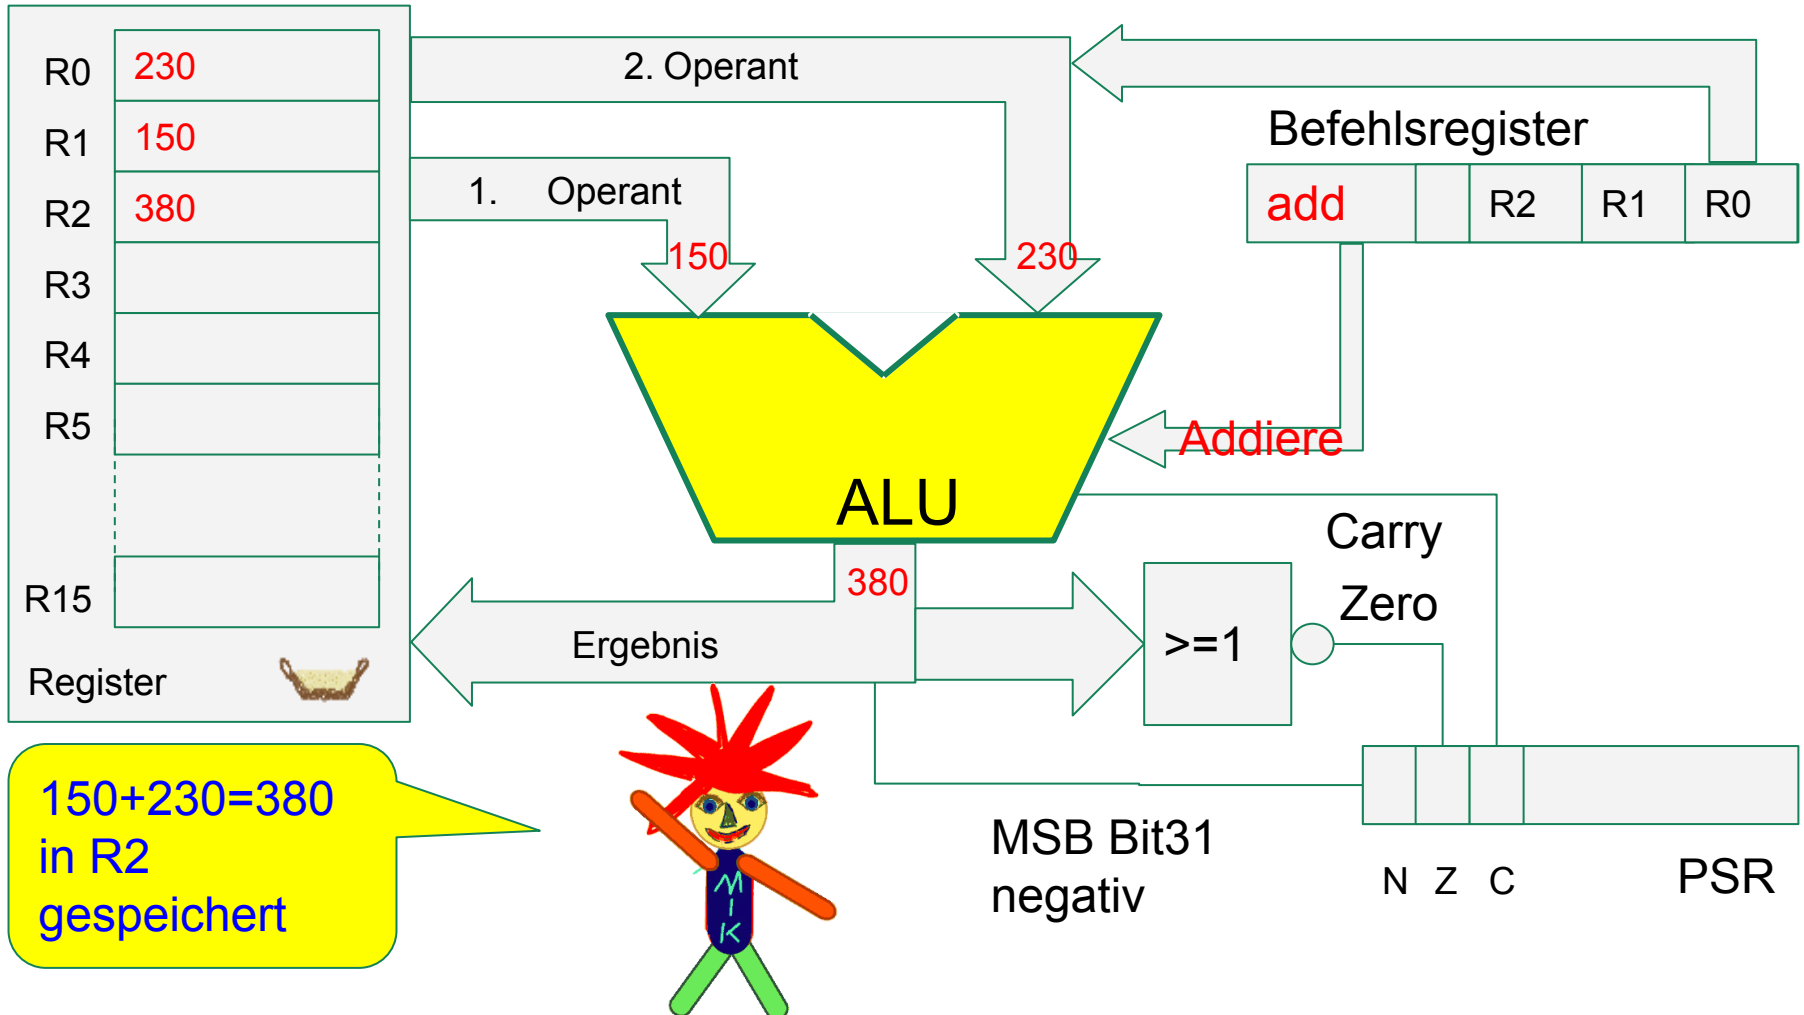 R0 230
R1 150
R2 380
R3
R4
R5
R15
Register
2. Operant
1. Operant
150
230
Befehlsregister
add R2 R1 R0
Addiere
ALU
380
Ergebnis
>=1
Carry
Zero
MSB Bit31
negativ
N Z C
PSR
150+230=380
in R2
gespeichert
M
I
K